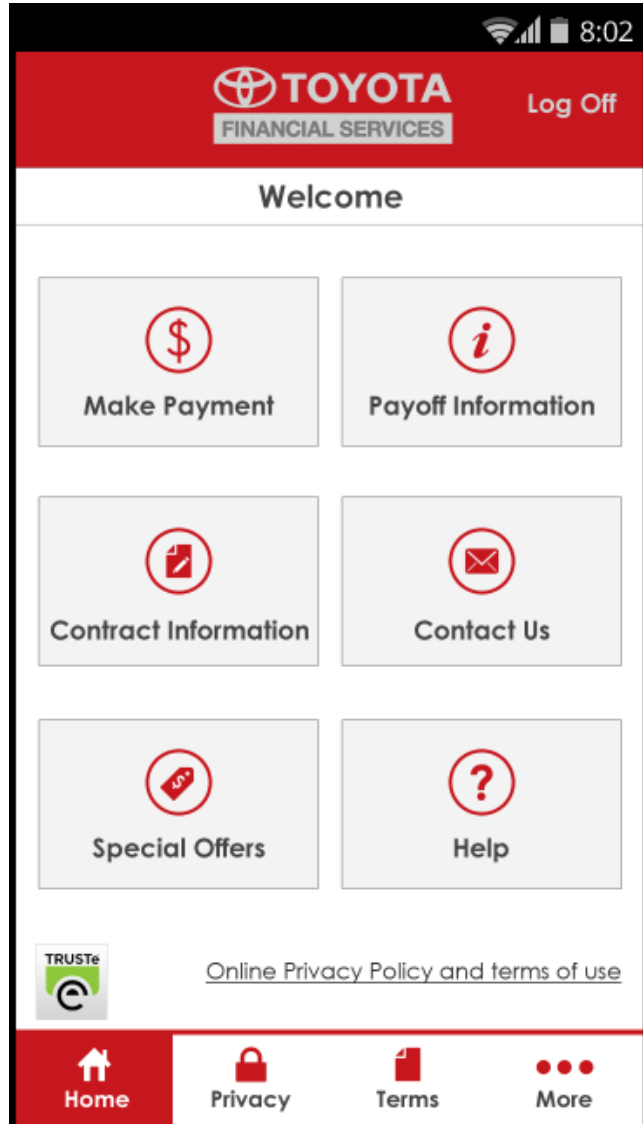 8:02
TOYOTA
FINANCIAL SERVICES
Log Off
Welcome
$
Make Payment
i
Payoff Information
Contract Information
Contact Us
$
Special Offers
?
Help
TRUSTe
e
Online Privacy Policy and terms of use
Home
Privacy
Terms
More